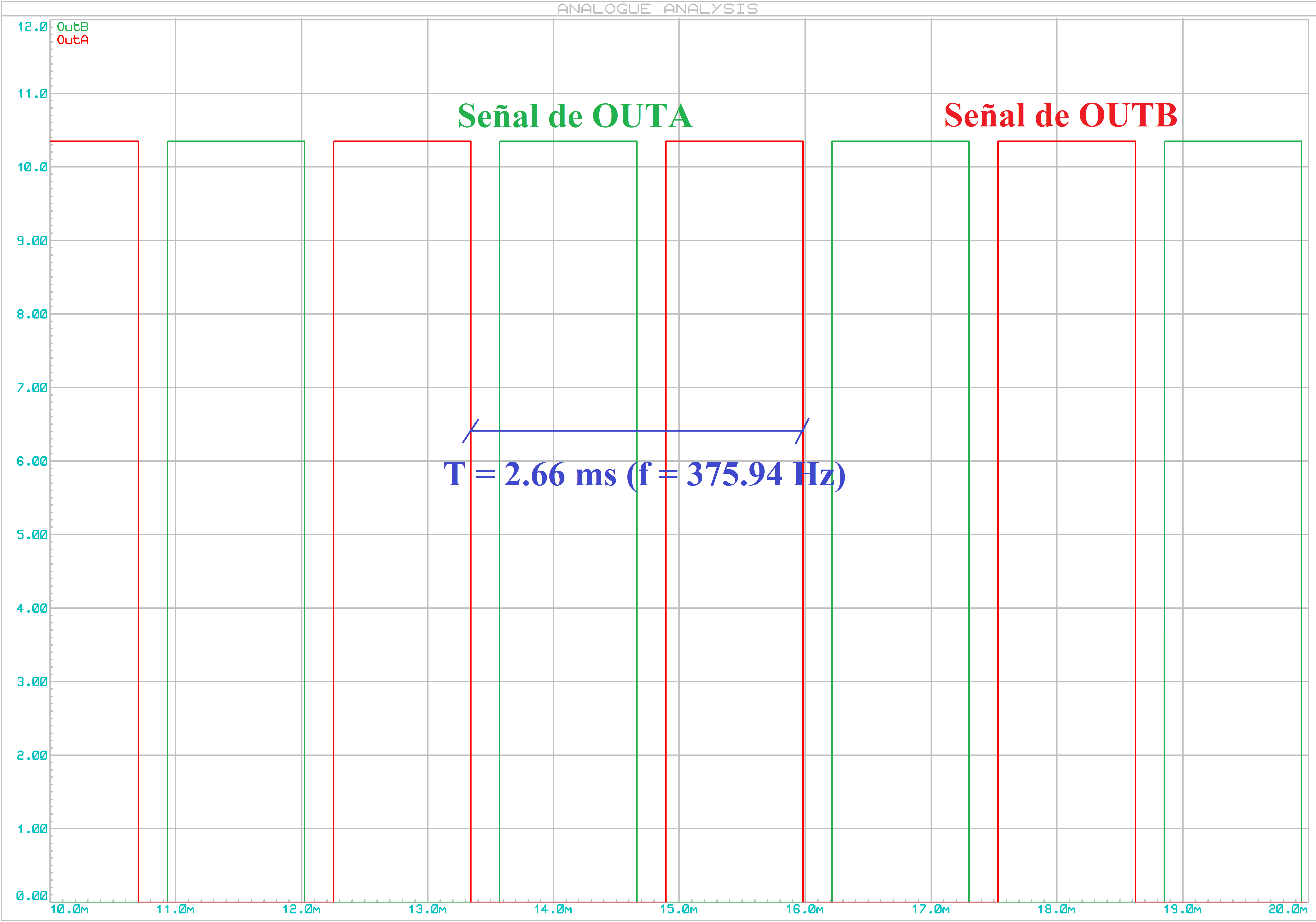 ANALOGUE ANALYSIS
12.0
OutB
OutA
11.0
Señal de OUTA
Señal de OUTB
10.0
9.00
8.00
7.00
6.00
T = 2.66 ms (f = 375.94 Hz)
5.00
4.00
3.00
2.00
1.00
0.00
10.0m 11.0m 12.0m 13.0m 14.0m 15.0m 16.0m 17.0m 18.0m 19.0m 20.0m